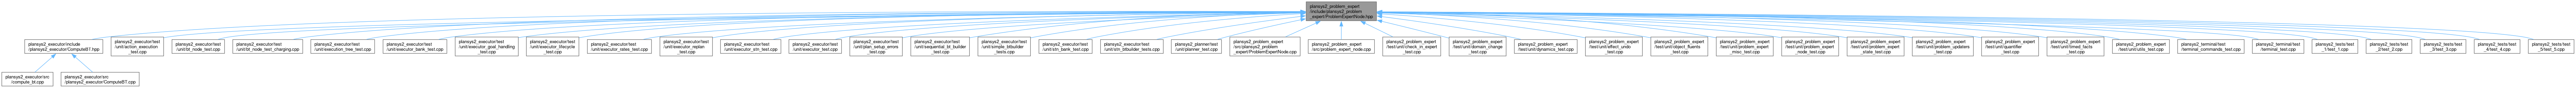 plansys2_problem_expert
/include/plansys2_problem
_expert/ProblemExpertNode.hpp
plansys2_executor/include
/plansys2_executor/ComputeBT.hpp
plansys2_executor/test
/unit/action_execution
_test.cpp
plansys2_executor/test
/unit/bt_node_test.cpp
plansys2_executor/test
/unit/bt_node_test_charging.cpp
plansys2_executor/test
/unit/execution_tree_test.cpp
plansys2_executor/test
/unit/executor_bank_test.cpp
plansys2_executor/test
/unit/executor_goal_handling
_test.cpp
plansys2_executor/test
/unit/executor_lifecycle
_test.cpp
plansys2_executor/test
/unit/executor_rates_test.cpp
plansys2_executor/test
/unit/executor_replan
_test.cpp
plansys2_executor/test
/unit/executor_stn_test.cpp
plansys2_executor/test
/unit/executor_test.cpp
plansys2_executor/test
/unit/plan_setup_errors
_test.cpp
plansys2_executor/test
/unit/sequential_bt_builder
_test.cpp
plansys2_executor/test
/unit/simple_btbuilder
_tests.cpp
plansys2_executor/test
/unit/stn_bank_test.cpp
plansys2_executor/test
/unit/stn_btbuilder_tests.cpp
plansys2_planner/test
/unit/planner_test.cpp
plansys2_problem_expert
/src/plansys2_problem
_expert/ProblemExpertNode.cpp
plansys2_problem_expert
/src/problem_expert_node.cpp
plansys2_problem_expert
/test/unit/check_in_expert
_test.cpp
plansys2_problem_expert
/test/unit/domain_change
_test.cpp
plansys2_problem_expert
/test/unit/dynamics_test.cpp
plansys2_problem_expert
/test/unit/effect_undo
_test.cpp
plansys2_problem_expert
/test/unit/object_fluents
_test.cpp
plansys2_problem_expert
/test/unit/problem_expert
_misc_test.cpp
plansys2_problem_expert
/test/unit/problem_expert
_node_test.cpp
plansys2_problem_expert
/test/unit/problem_expert
_state_test.cpp
plansys2_problem_expert
/test/unit/problem_updaters
_test.cpp
plansys2_problem_expert
/test/unit/quantifier
_test.cpp
plansys2_problem_expert
/test/unit/timed_facts
_test.cpp
plansys2_problem_expert
/test/unit/utils_test.cpp
plansys2_terminal/test
/terminal_commands_test.cpp
plansys2_terminal/test
/terminal_test.cpp
plansys2_tests/test
_1/test_1.cpp
plansys2_tests/test
_2/test_2.cpp
plansys2_tests/test
_3/test_3.cpp
plansys2_tests/test
_4/test_4.cpp
plansys2_tests/test
_5/test_5.cpp
plansys2_executor/src
/compute_bt.cpp
plansys2_executor/src
/plansys2_executor/ComputeBT.cpp